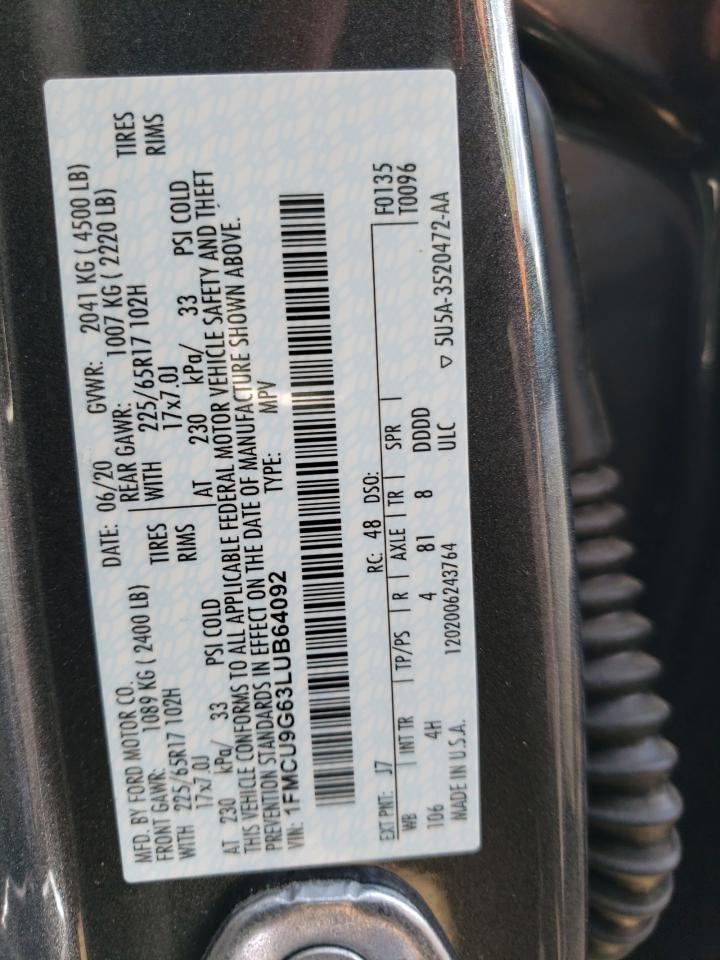 MFD. BY FORD MOTOR CO.
DATE: 06/20 GVWR: 2041 KG ( 4500 LB)
FRONT GAWR: 1089 KG ( 2400 LB) REAR GAWR: 1007 KG ( 2220 LB)
WITH 225/65R17 102H TIRES WITH 225/65R17 102H TIRES
17x7.0J RIMS 17x7.0J RIMS
AT 230 kPa/ 33 PSI COLD AT 230 kPa/ 33 PSI COLD
THIS VEHICLE CONFORMS TO ALL APPLICABLE FEDERAL MOTOR VEHICLE SAFETY AND THEFT
PREVENTION STANDARDS IN EFFECT ON THE DATE OF MANUFACTURE SHOWN ABOVE.
VIN: 1FMCU9G63LUB64092 TYPE: MPV
EXT PNT: J7 RC: 48 DSO: F0135
WB INT TR TP/PS R AXLE TR SPR T0096
106 4H 4 81 8 DDDD
MADE IN U.S.A. 1202006243764 ULC ▽ 5U5A-3520472-AA